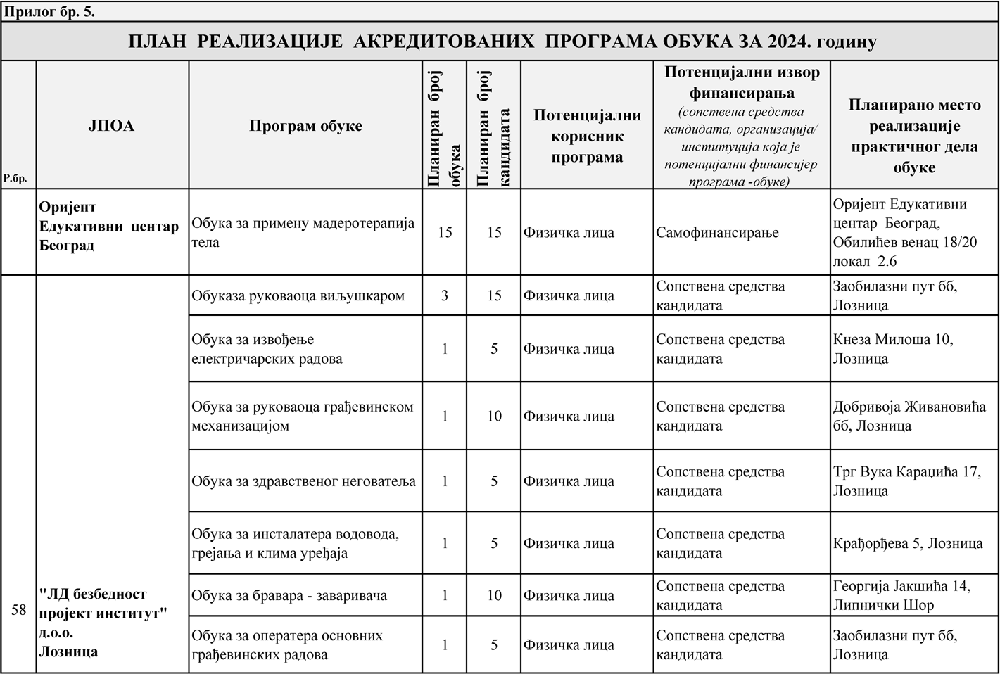 Прилог бр. 5.
ПЛАН РЕАЛИЗАЦИЈЕ АКРЕДИТОВАНИХ ПРОГРАМА ОБУКА ЗА 2024. годину
Р.бр.
ЈПОА
Програм обуке
Планиран број
обука
Планиран број
кандидата
Потенцијални
корисник
програма
Потенцијални извор
финансирања
(сопствена средства
кандидата, организација/
институција која је
потенцијални финансијер
програма -обуке)
Планирано место
реализације
практичног дела
обуке
Оријент
Едукативни центар
Београд
Обука за примену мадеротерапија
тела
15
15
Физичка лица
Самофинансирање
Оријент Едукативни
центар Београд,
Обилићев венац 18/20
локал 2.6
58
"ЛД безбедност
пројект институт"
д.о.о.
Лозница
Обуказа руковаоца виљушкаром
3
15
Физичка лица
Сопствена средства
кандидата
Заобилазни пут бб,
Лозница
Обука за извођење
електричарских радова
1
5
Физичка лица
Сопствена средства
кандидата
Кнеза Милоша 10,
Лозница
Обука за руковаоца грађевинском
механизацијом
1
10
Физичка лица
Сопствена средства
кандидата
Добривоја Живановића
бб, Лозница
Обука за здравственог неговатеља
1
5
Физичка лица
Сопствена средства
кандидата
Трг Вука Караџића 17,
Лозница
Обука за инсталатера водовода,
грејања и клима уређаја
1
5
Физичка лица
Сопствена средства
кандидата
Крађорђева 5, Лозница
Обука за бравара - заваривача
1
10
Физичка лица
Сопствена средства
кандидата
Георгија Јакшића 14,
Липнички Шор
Обука за оператера основних
грађевинских радова
1
5
Физичка лица
Сопствена средства
кандидата
Заобилазни пут бб,
Лозница